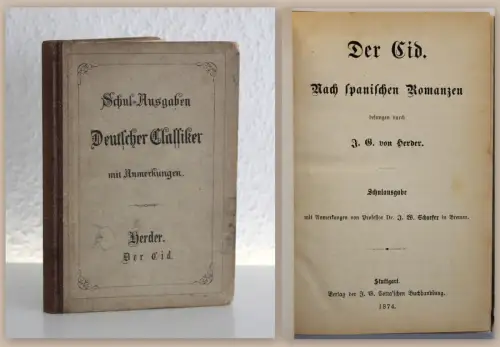 Schul-Ausgaben
Deutscher Classiker
mit Anmerkungen.
Herder.
Der Cid.
Der Cid.
Nach spanischen Romanzen
besungen durch
J. G. von Herder.
Schulausgabe
mit Anmerkungen von Professor Dr. J. W. Schaefer in Bremen.
Stuttgart.
Verlag der J. G. Cotta'schen Buchhandlung.
1874.